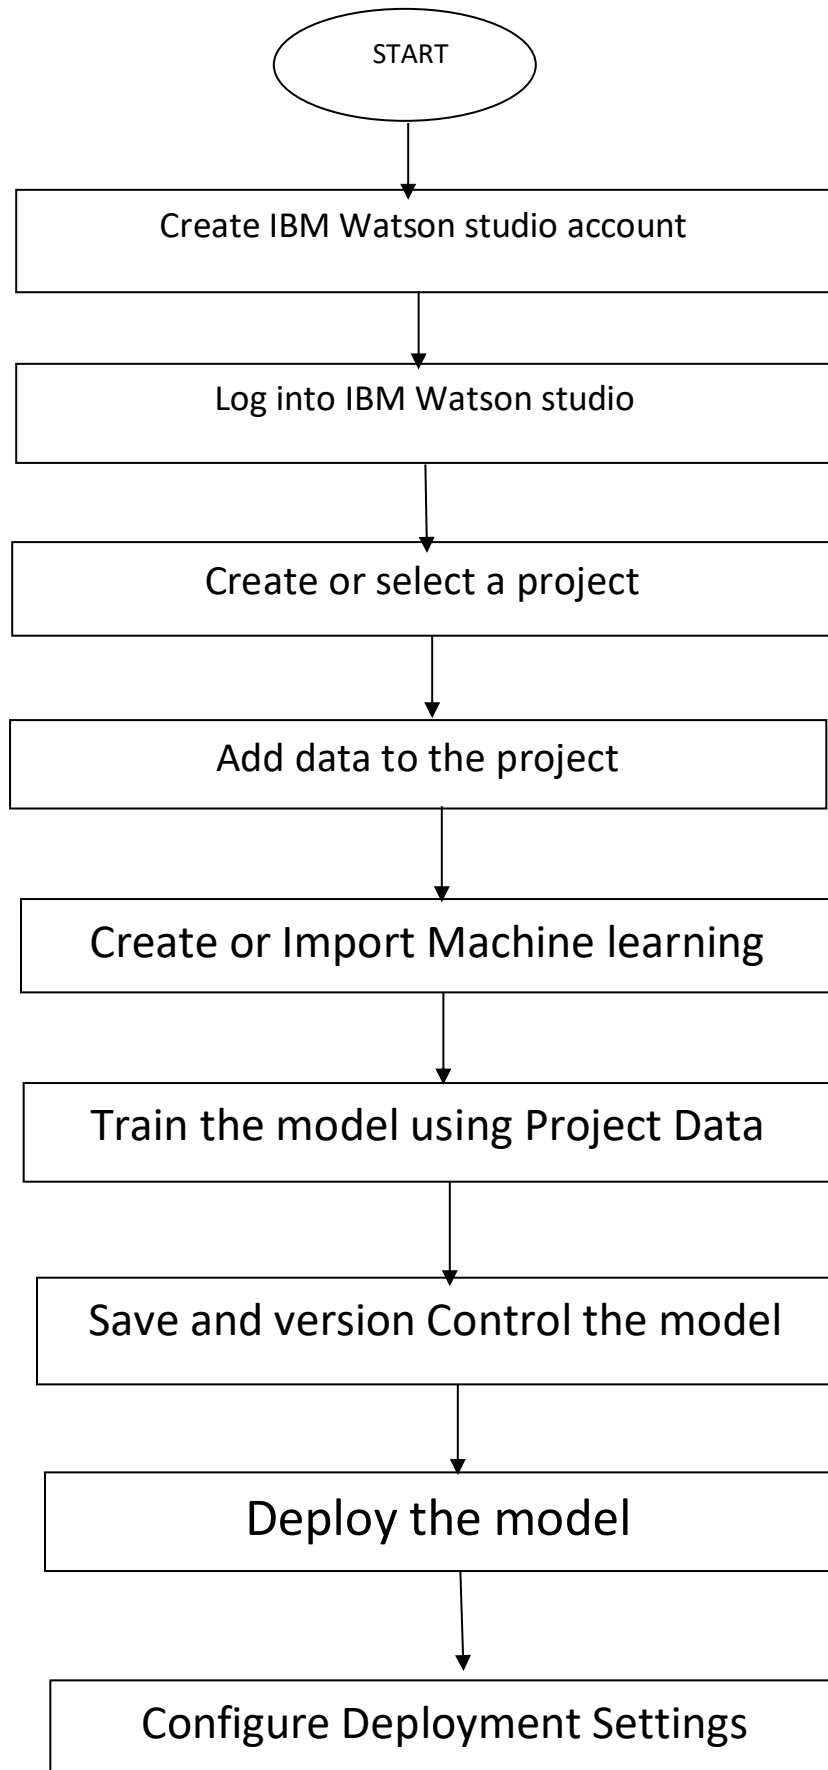 START
Create IBM Watson studio account
Log into IBM Watson studio
Create or select a project
Add data to the project
Create or Import Machine learning
Train the model using Project Data
Save and version Control the model
Deploy the model
Configure Deployment Settings